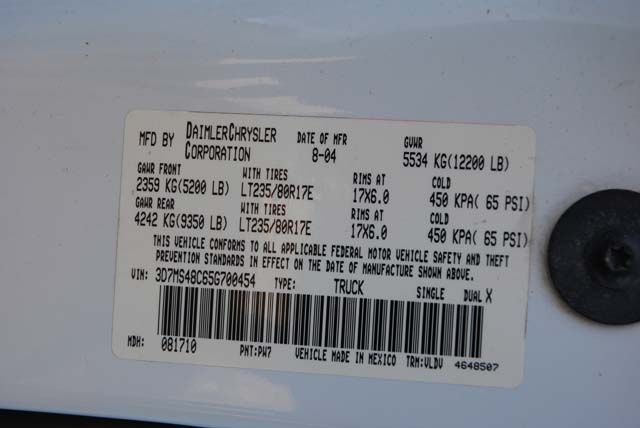 MFD BY DAIMLERCHRYSLER CORPORATION DATE OF MFR 8-04 GVWR 5534 KG(12200 LB)
GAWR FRONT WITH TIRES RIMS AT COLD
2359 KG(5200 LB) LT235/80R17E 17X6.0 450 KPA( 65 PSI)
GAWR REAR WITH TIRES RIMS AT COLD
4242 KG(9350 LB) LT235/80R17E 17X6.0 450 KPA( 65 PSI)
THIS VEHICLE CONFORMS TO ALL APPLICABLE FEDERAL MOTOR VEHICLE SAFETY AND THEFT
PREVENTION STANDARDS IN EFFECT ON THE DATE OF MANUFACTURE SHOWN ABOVE.
VIN: 3D7MS48C65G700454 TYPE: TRUCK SINGLE DUAL X
MDH: 081710 PNT:PW7 VEHICLE MADE IN MEXICO TRM:VLDV 4648507